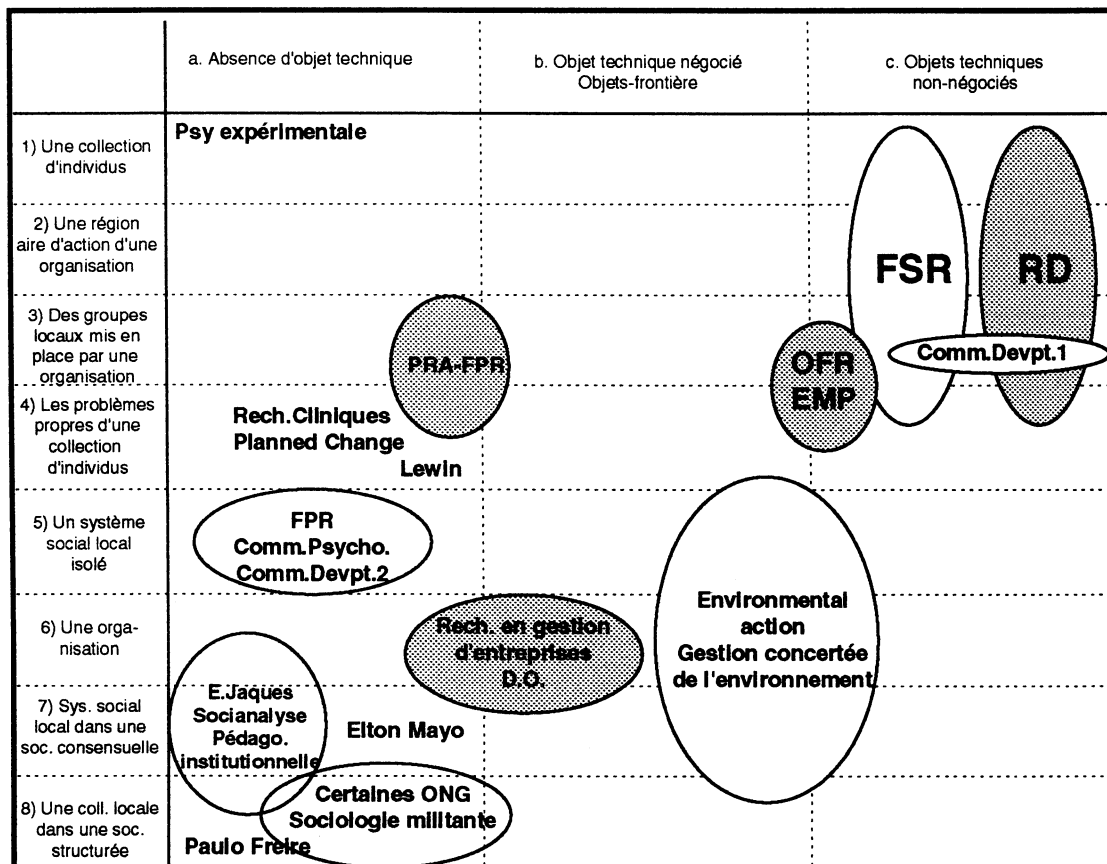 a. Absence d'objet technique
b. Objet technique négocié
Objets-frontière
c. Objets techniques
non-négociés
1) Une collection
d'individus
Psy expérimentale
2) Une région
aire d'action d'une
organisation
FSR
RD
3) Des groupes
locaux mis en
place par une
organisation
PRA-FPR
OFR
EMP
Comm.Devpt.1
4) Les problèmes
propres d'une
collection
d'individus
Rech.Cliniques
Planned Change
Lewin
5) Un système
social local
isolé
FPR
Comm.Psycho.
Comm.Devpt.2
6) Une orga-
nisation
Rech. en gestion
d'entreprises
D.O.
Environmental
action
Gestion concertée
de l'environnement
7) Sys. social
local dans une
soc. consensuelle
E.Jaques
Socianalyse
Pédago.
institutionnelle
Elton Mayo
8) Une coll. locale
dans une soc.
structurée
Certaines ONG
Sociologie militante
Paulo Freire